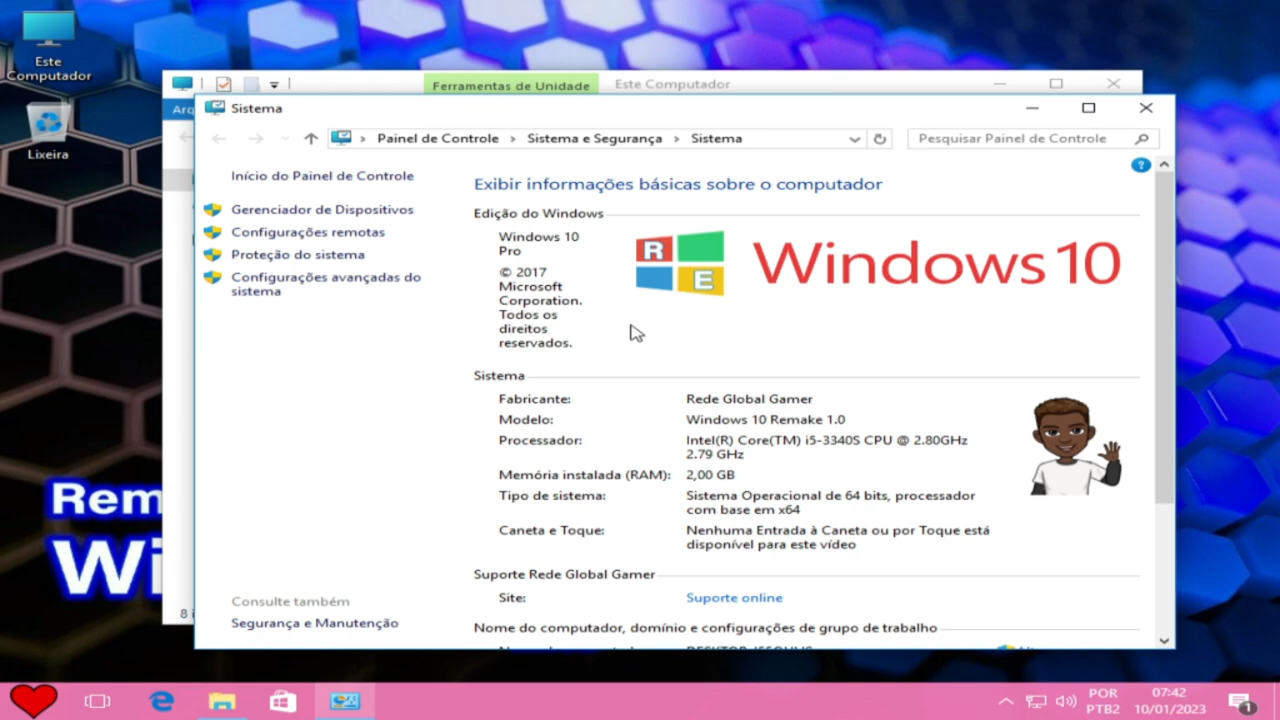 Este
Computador
Lixeira
Rem
Wi
Ferramentas de Unidade
Este Computador
Arq
Sistema
Painel de Controle > Sistema e Segurança > Sistema
Pesquisar Painel de Controle
Início do Painel de Controle
Gerenciador de Dispositivos
Configurações remotas
Proteção do sistema
Configurações avançadas do
sistema
Consulte também
Segurança e Manutenção
Exibir informações básicas sobre o computador
Edição do Windows
Windows 10
Pro
© 2017
Microsoft
Corporation.
Todos os
direitos
reservados.
R
E
Windows 10
Sistema
Fabricante: Rede Global Gamer
Modelo: Windows 10 Remake 1.0
Processador: Intel(R) Core(TM) i5-3340S CPU @ 2.80GHz
2.79 GHz
Memória instalada (RAM): 2,00 GB
Tipo de sistema: Sistema Operacional de 64 bits, processador
com base em x64
Caneta e Toque: Nenhuma Entrada à Caneta ou por Toque está
disponível para este vídeo
Suporte Rede Global Gamer
Site: Suporte online
Nome do computador, domínio e configurações de grupo de trabalho
8 i
POR
PTB2
07:42
10/01/2023
1